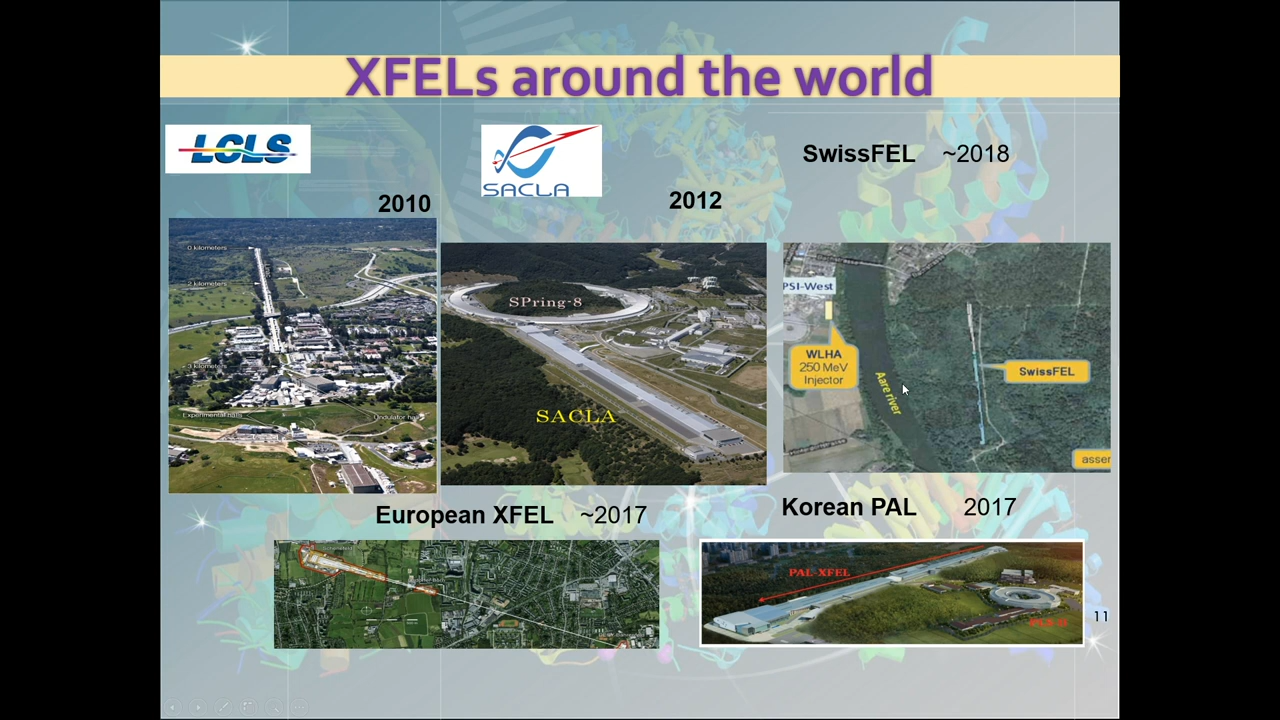 XFELs around the world
LCLS
SACLA
SwissFEL ~2018
2010
2012
0 kilometers
2 kilometers
3 kilometers
Experimental halls
Undulator hall
SPring-8
SACLA
PSI-West
WLHA
250 MeV
Injector
Aare river
SwissFEL
asser
European XFEL ~2017
Korean PAL 2017
PAL-XFEL
11